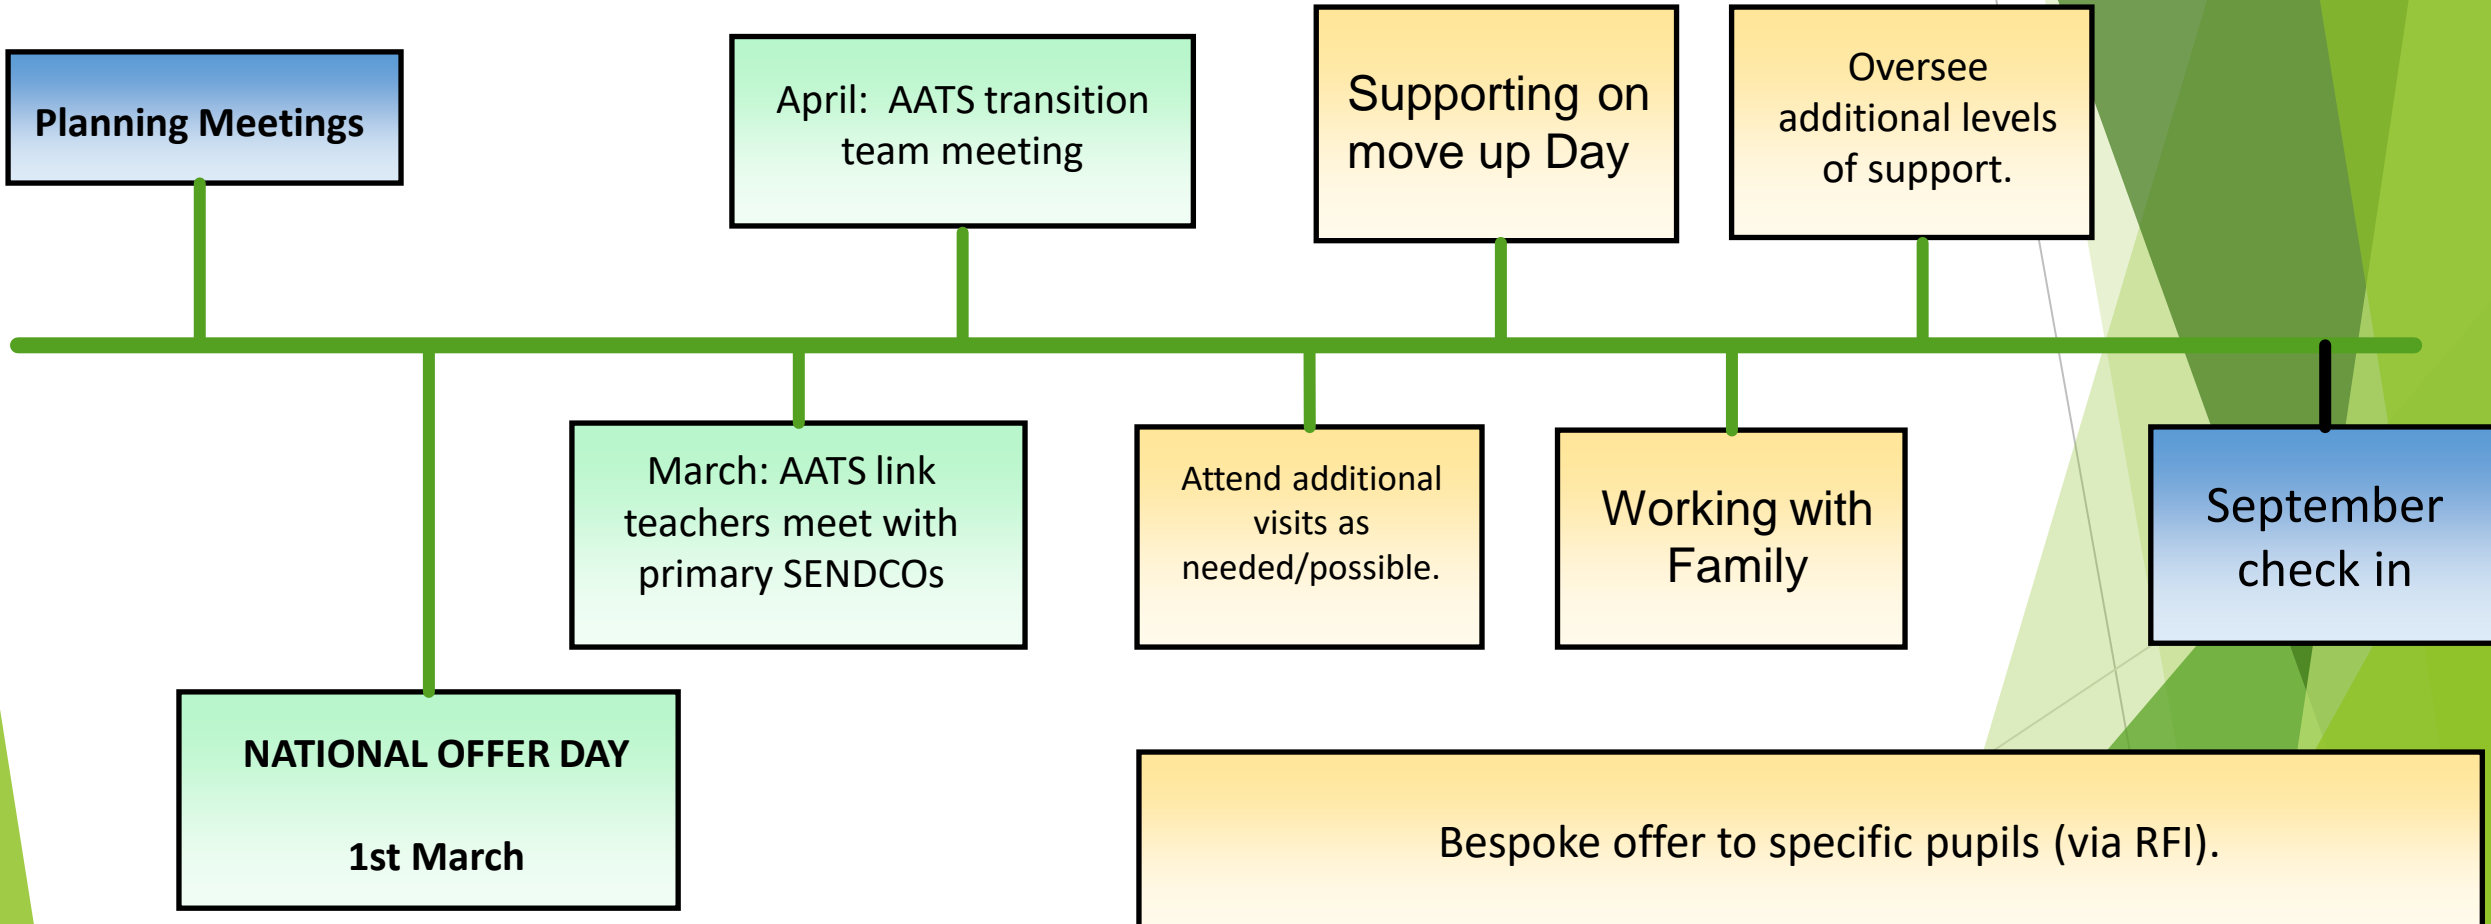 Planning Meetings
April: AATS transition
team meeting
Supporting on
move up Day
Oversee
additional levels
of support.
March: AATS link
teachers meet with
primary SENDCOs
Attend additional
visits as
needed/possible.
Working with
Family
September
check in
NATIONAL OFFER DAY
1st March
Bespoke offer to specific pupils (via RFI).